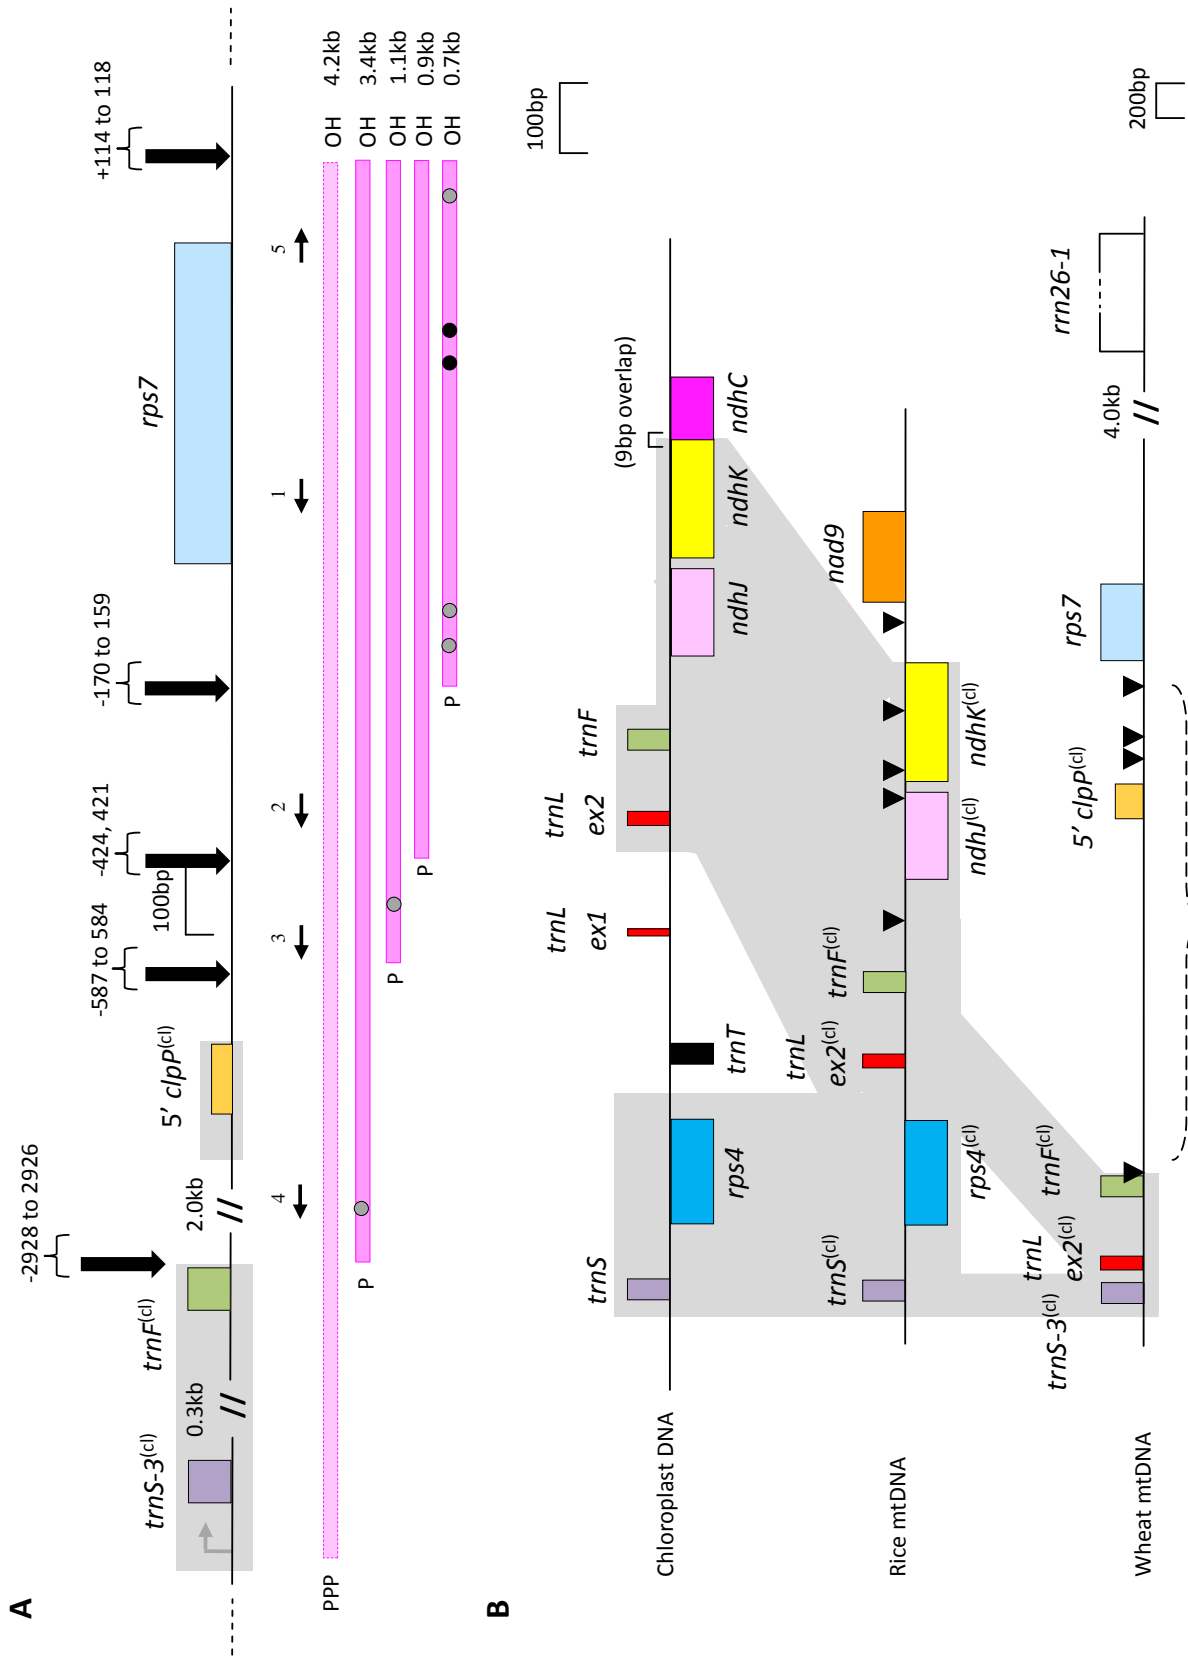 A
-2928 to 2926
-587 to 584
-424, 421
-170 to 159
+114 to 118
trnS-3(cl)
0.3kb
trnF(cl)
2.0kb
5' clpP(cl)
100bp
rps7
//
//
4
3
2
1
5
PPP
OH 4.2kb
P
OH 3.4kb
P
OH 1.1kb
P
OH 0.9kb
P
OH 0.7kb
B
100bp
trnS
trnL
ex1
trnL
ex2
trnF
(9bp overlap)
Chloroplast DNA
rps4
trnT
ndhJ
ndhK
ndhC
trnS(cl)
trnL
ex2(cl)
trnF(cl)
nad9
Rice mtDNA
rps4(cl)
ndhJ(cl)
ndhK(cl)
trnS-3(cl)
trnL
ex2(cl)
trnF(cl)
5' clpP(cl)
rps7
4.0kb
rrn26-1
200bp
Wheat mtDNA
//